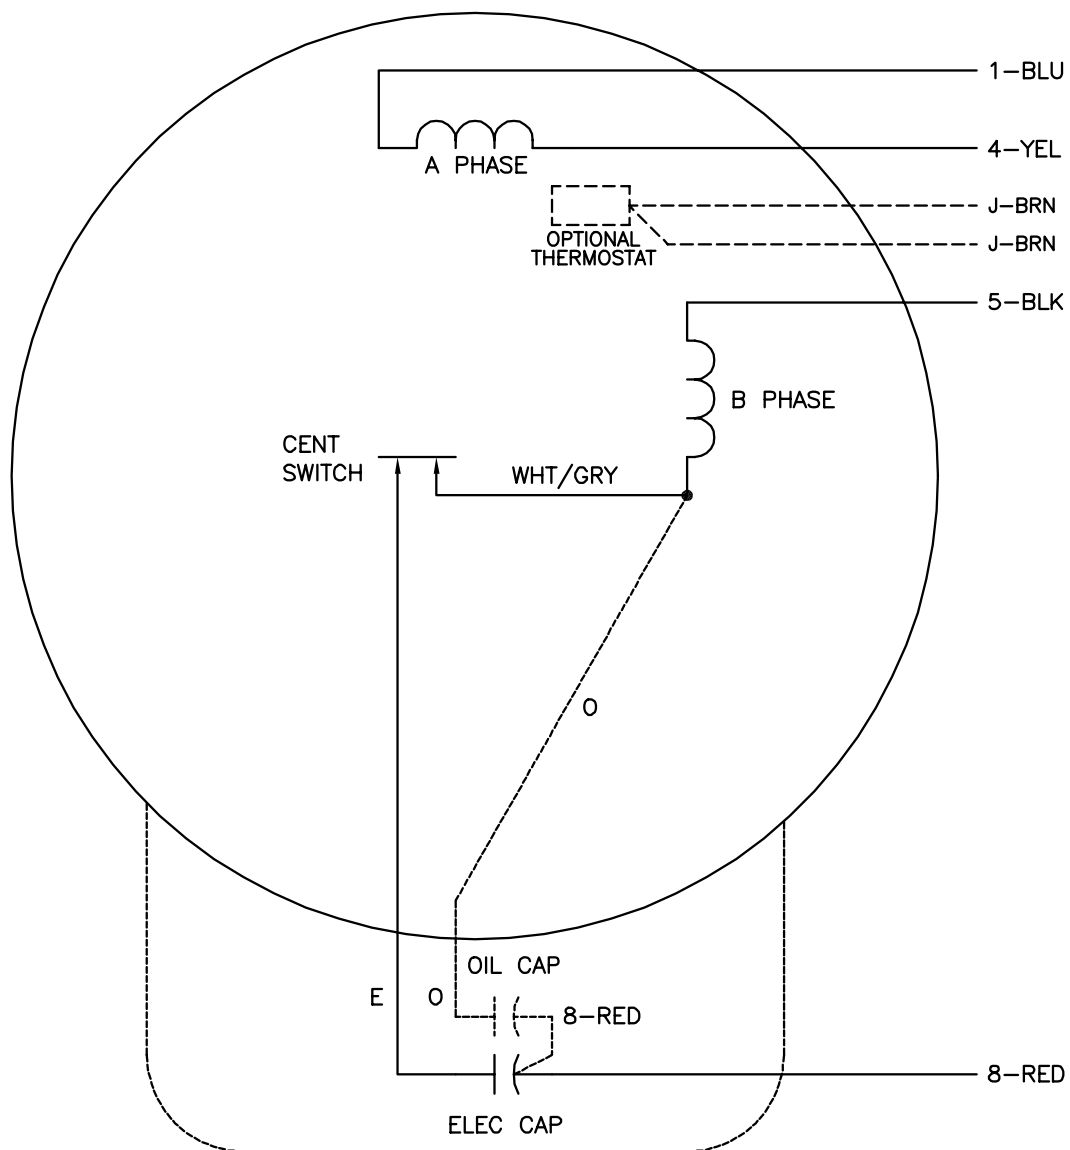 1-BLU
4-YEL
A PHASE
J-BRN
OPTIONAL
THERMOSTAT
J-BRN
5-BLK
B PHASE
CENT
SWITCH
WHT/GRY
O
OIL CAP
E
O
8-RED
8-RED
ELEC CAP